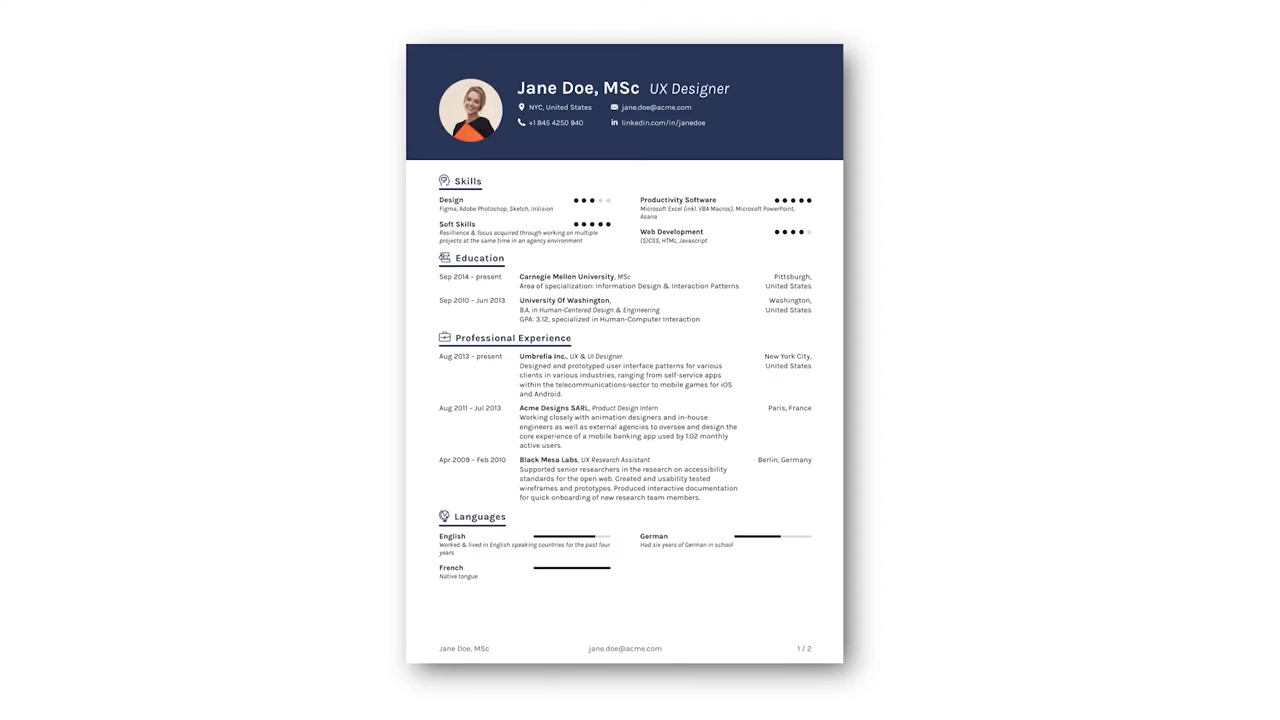 Jane Doe, MSc UX Designer
NYC, United States jane.doe@acme.com
+1 845 4250 940 linkedin.com/in/janedoe
Skills
Design
Figma, Adobe Photoshop, Sketch, InVision
Soft Skills
Resillience & focus acquired through working on multiple
projects at the same time in an agency environment
Productivity Software
Microsoft Excel (inkl. VBA Macros), Microsoft PowerPoint,
Asana
Web Development
(S)CSS, HTML, Javascript
Education
Sep 2014 – present
Carnegie Mellon University, MSc
Area of specialization: Information Design & Interaction Patterns
Pittsburgh,
United States
Sep 2010 – Jun 2013
University Of Washington,
B.A. in Human-Centered Design & Engineering
GPA: 3.12, specialized in Human-Computer Interaction
Washington,
United States
Professional Experience
Aug 2013 – present
Umbrella Inc., UX & UI Designer
Designed and prototyped user interface patterns for various
clients in various industries, ranging from self-service apps
within the telecommunications-sector to mobile games for iOS
and Android.
New York City,
United States
Aug 2011 – Jul 2013
Acme Designs SARL, Product Design Intern
Working closely with animation designers and in-house
engineers as well as external agencies to oversee and design the
core experience of a mobile banking app used by 1.02 monthly
active users.
Paris, France
Apr 2009 – Feb 2010
Black Mesa Labs, UX Research Assistant
Supported senior researchers in the research on accessibility
standards for the open web. Created and usability tested
wireframes and prototypes. Produced interactive documentation
for quick onboarding of new research team members.
Berlin, Germany
Languages
English
Worked & lived in English speaking countries for the past four
years
French
Native tongue
German
Had six years of German in school
Jane Doe, MSc jane.doe@acme.com 1 / 2